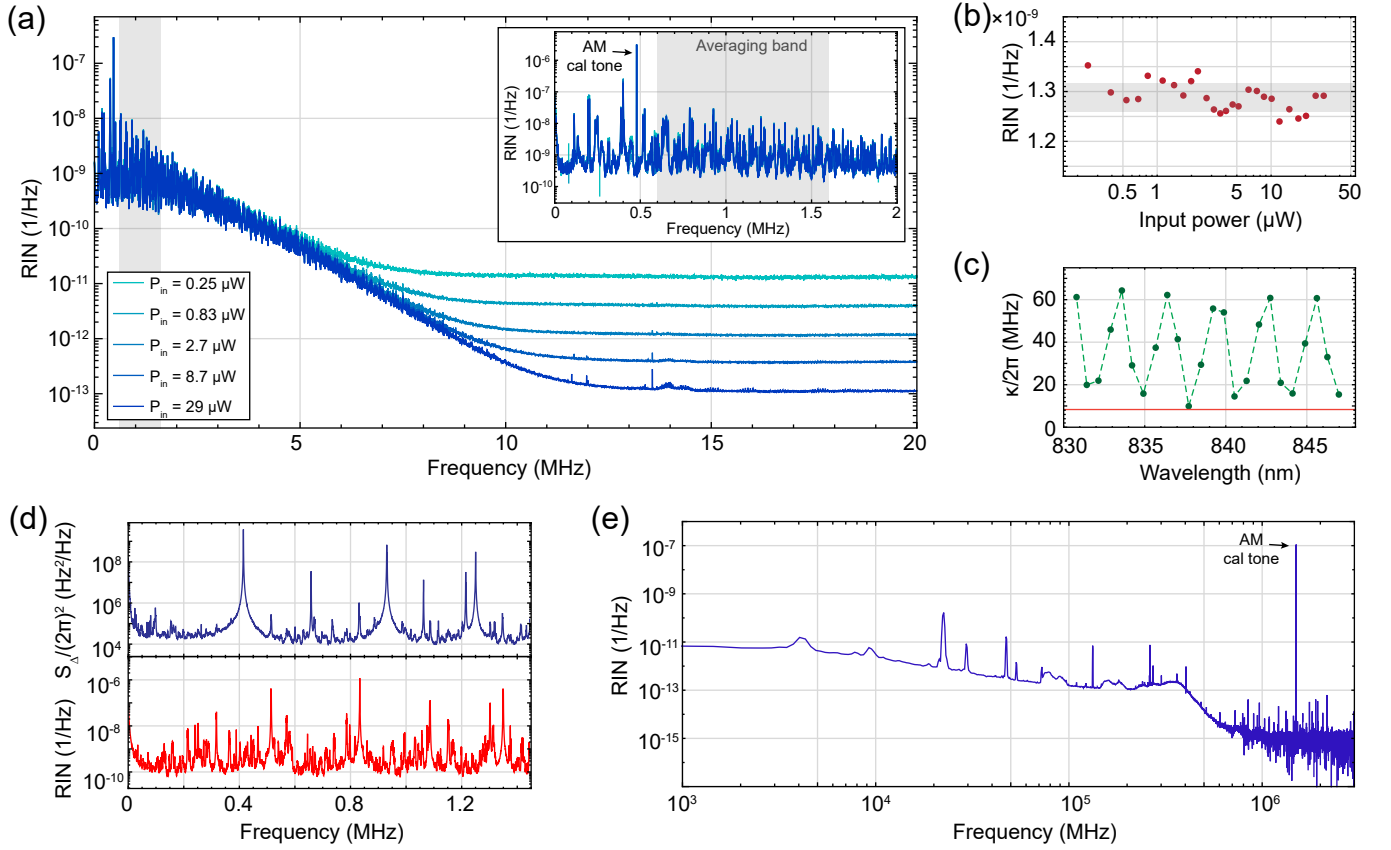 (a)
RIN (1/Hz)
10⁻⁷
10⁻⁸
10⁻⁹
10⁻¹⁰
10⁻¹¹
10⁻¹²
10⁻¹³
P_in = 0.25 µW
P_in = 0.83 µW
P_in = 2.7 µW
P_in = 8.7 µW
P_in = 29 µW
0 5 10 15 20
Frequency (MHz)
AM
cal tone
Averaging band
RIN (1/Hz)
10⁻⁶
10⁻⁷
10⁻⁸
10⁻⁹
10⁻¹⁰
0 0.5 1 1.5 2
Frequency (MHz)
(b)
×10⁻⁹
RIN (1/Hz)
1.4
1.3
1.2
0.5 1 5 10 50
Input power (µW)
(c)
κ/2π (MHz)
60
40
20
0
830 835 840 845
Wavelength (nm)
(d)
S_Δ/(2π)² (Hz²/Hz)
10⁸
10⁶
10⁴
RIN (1/Hz)
10⁻⁶
10⁻⁸
10⁻¹⁰
0 0.4 0.8 1.2
Frequency (MHz)
(e)
RIN (1/Hz)
10⁻⁷
10⁻⁹
10⁻¹¹
10⁻¹³
10⁻¹⁵
AM
cal tone
10³ 10⁴ 10⁵ 10⁶
Frequency (MHz)